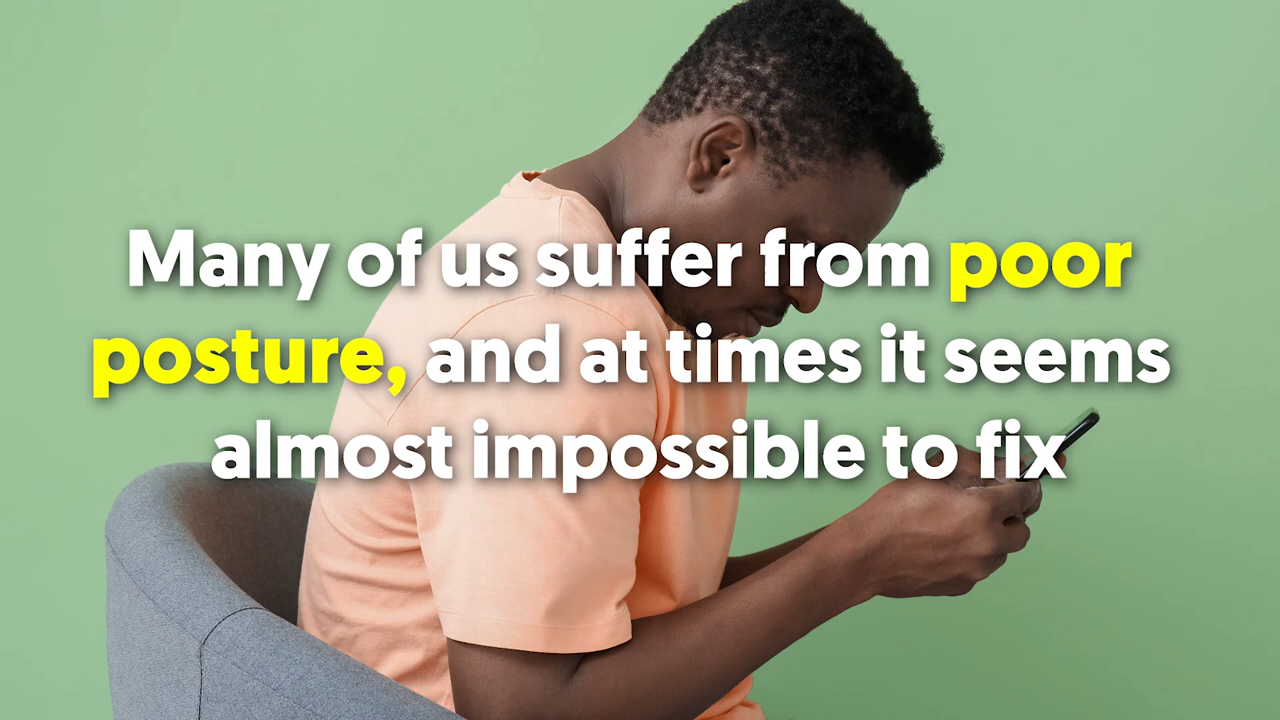 Many of us suffer from poor
posture, and at times it seems
almost impossible to fix